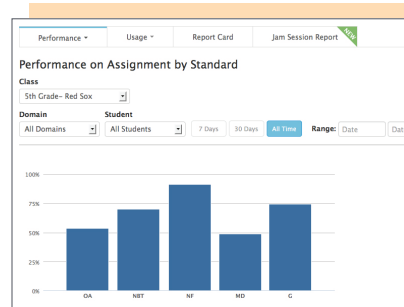 Performance Usage Report Card Jam Session Report NEW
Performance on Assignment by Standard
Class
5th Grade- Red Sox
Domain Student
All Domains All Students 7 Days 30 Days All Time Range: Date Dat
100%
75%
50%
25%
0%
OA NBT NF MD G